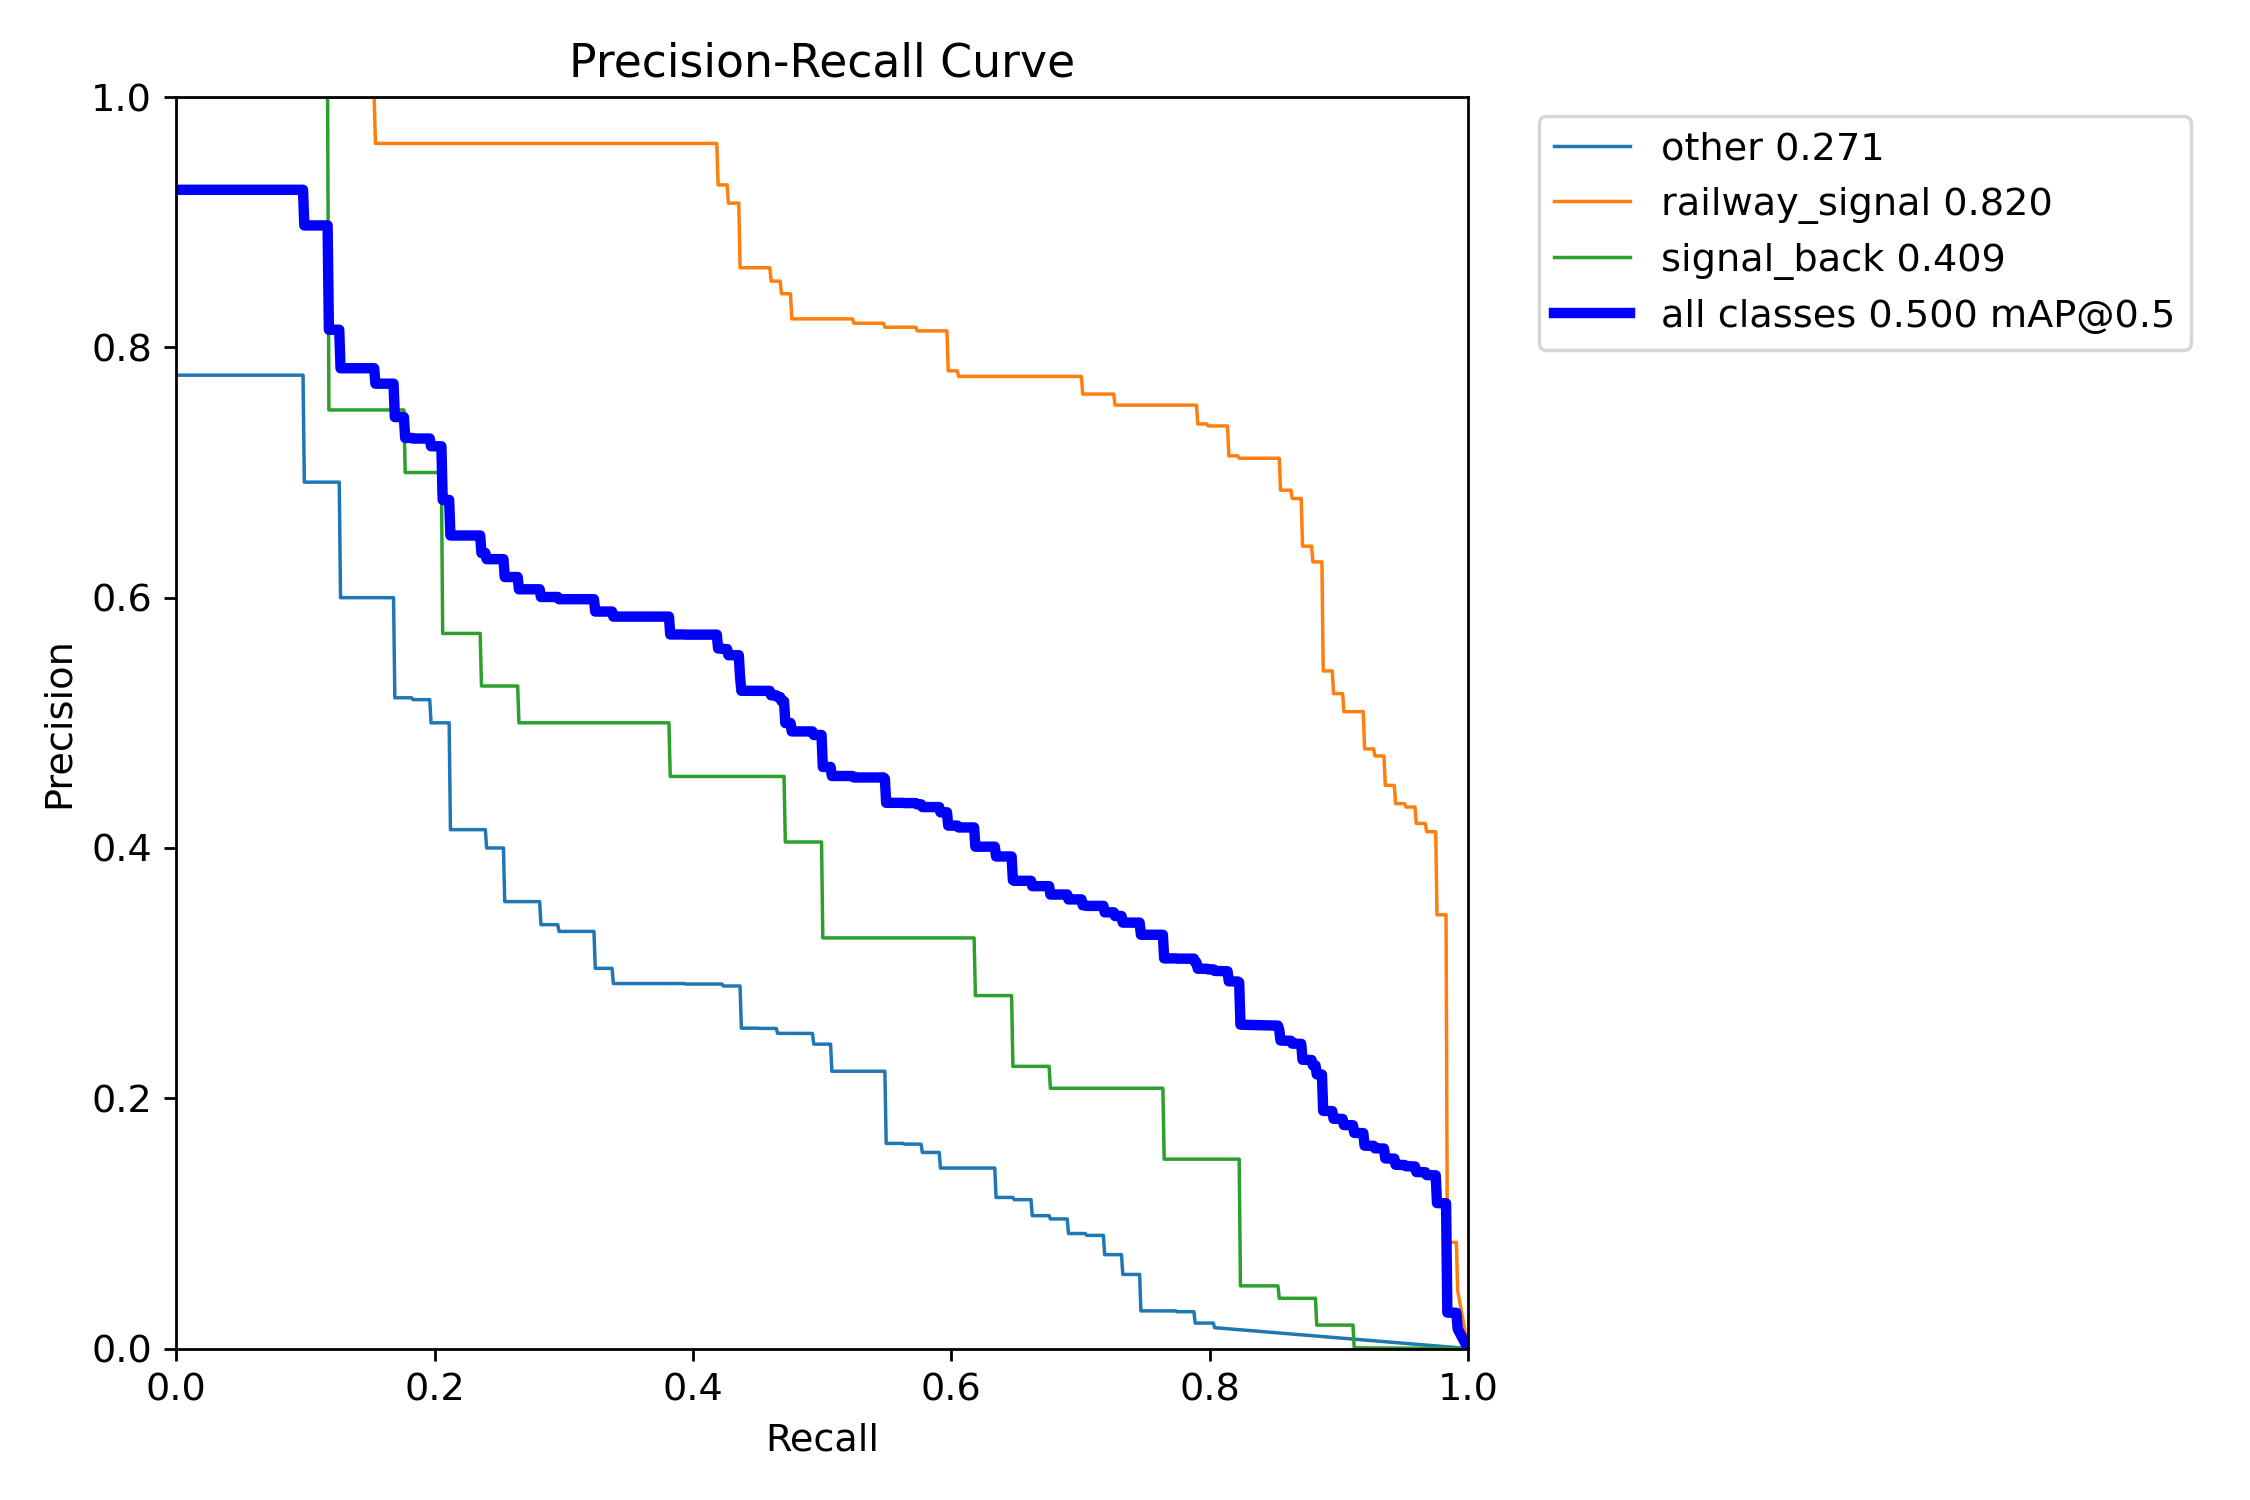 Precision-Recall Curve
1.0
0.8
0.6
0.4
0.2
0.0
Precision
0.0 0.2 0.4 0.6 0.8 1.0
Recall
other 0.271
railway_signal 0.820
signal_back 0.409
all classes 0.500 mAP@0.5